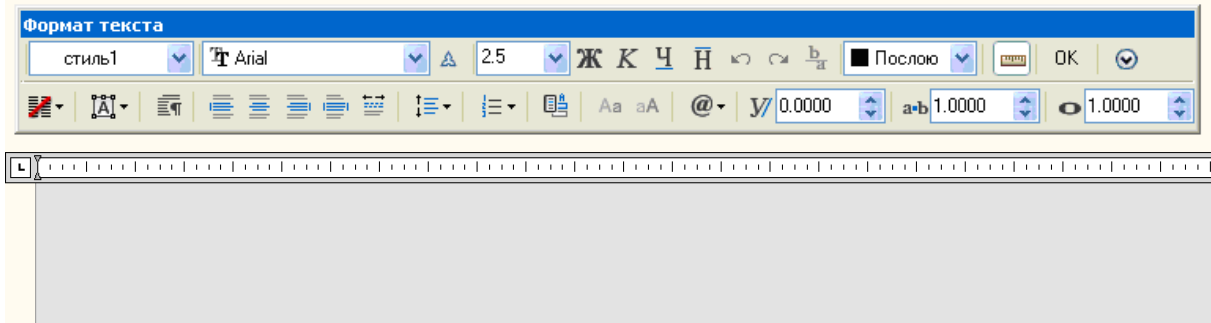 Формат текста
стиль1 Arial 2.5 Ж К Ч Н b/a Послою OK
Aa aA @ У/ 0.0000 a•b 1.0000 o 1.0000